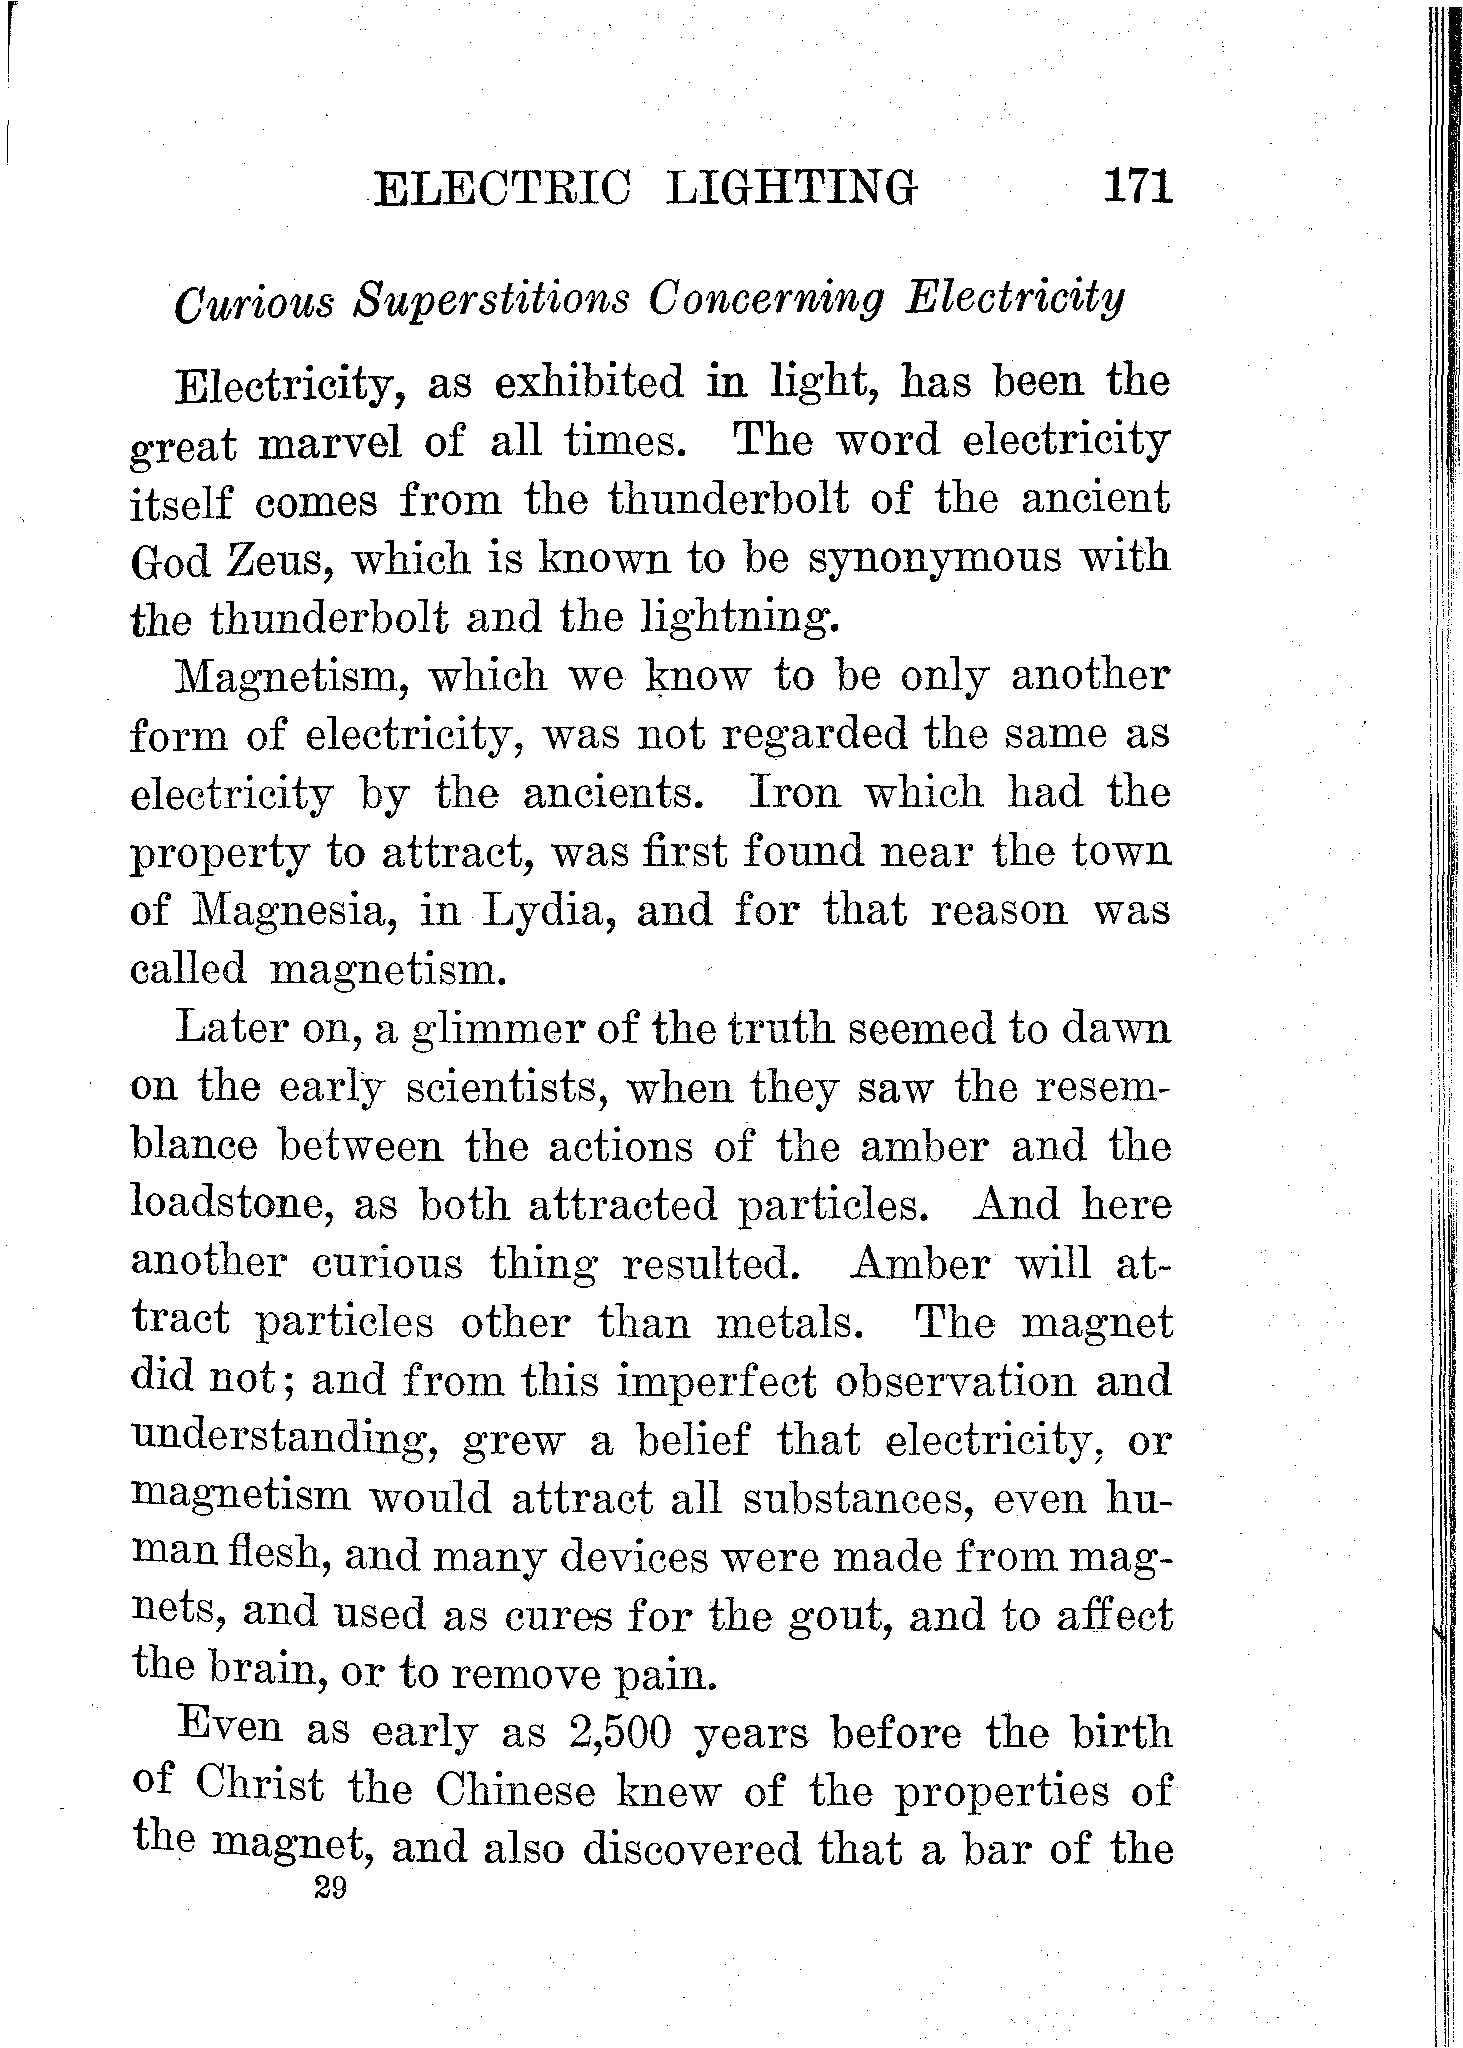 ELECTRIC LIGHTING 171
Curious Superstitions Concerning Electricity
Electricity, as exhibited in light, has been the
great marvel of all times. The word electricity
itself comes from the thunderbolt of the ancient
God Zeus, which is known to be synonymous with
the thunderbolt and the lightning.
Magnetism, which we know to be only another
form of electricity, was not regarded the same as
electricity by the ancients. Iron which had the
property to attract, was first found near the town
of Magnesia, in Lydia, and for that reason was
called magnetism.
Later on, a glimmer of the truth seemed to dawn
on the early scientists, when they saw the resem-
blance between the actions of the amber and the
loadstone, as both attracted particles. And here
another curious thing resulted. Amber will at-
tract particles other than metals. The magnet
did not; and from this imperfect observation and
understanding, grew a belief that electricity, or
magnetism would attract all substances, even hu-
man flesh, and many devices were made from mag-
nets, and used as cures for the gout, and to affect
the brain, or to remove pain.
Even as early as 2,500 years before the birth
of Christ the Chinese knew of the properties of
the magnet, and also discovered that a bar of the
29